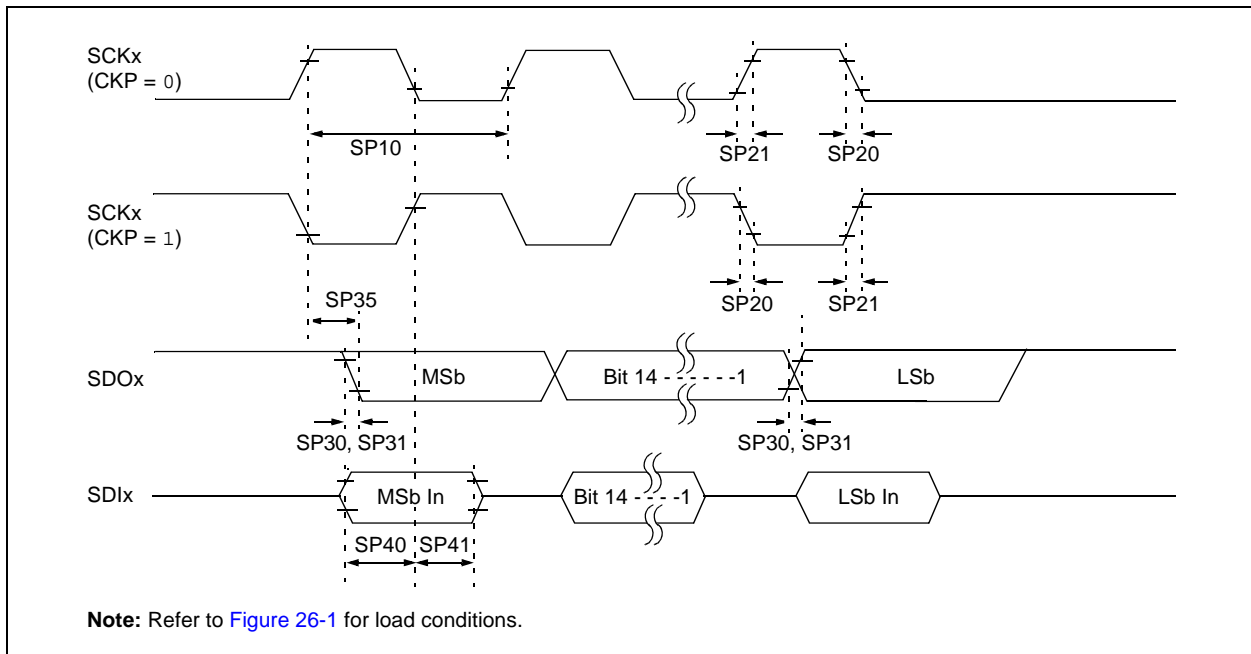 SCKx
(CKP = 0)
SP10
SP21
SP20
SCKx
(CKP = 1)
SP20
SP21
SP35
SDOx
MSb
Bit 14 - - - - - - -1
LSb
SP30, SP31
SP30, SP31
SDIx
MSb In
Bit 14 - - - - -1
LSb In
SP40
SP41
Note: Refer to Figure 26-1 for load conditions.